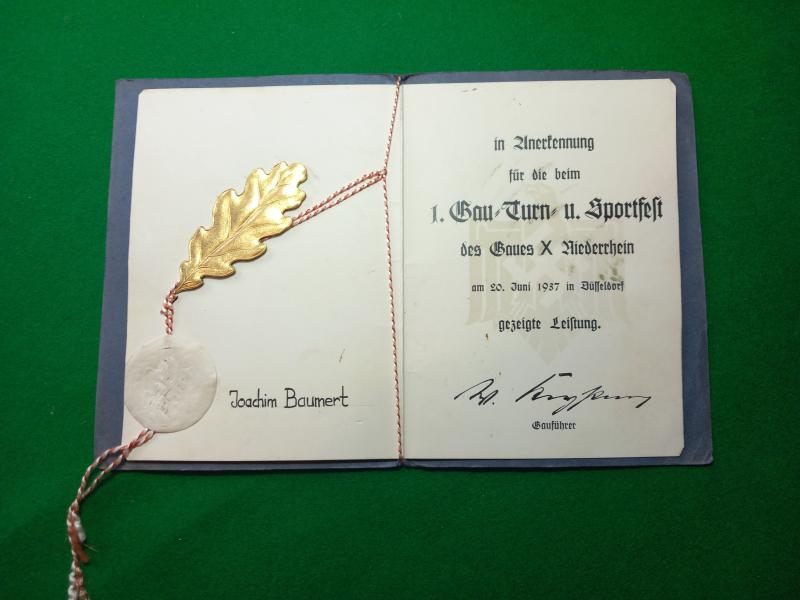 Joachim Baumert
in Anerkennung
für die beim
1. Gau-Turn- u. Sportfest
des Gaues X Niederrhein
am 20. Juni 1937 in Düsseldorf
gezeigte Leistung.
Gauführer